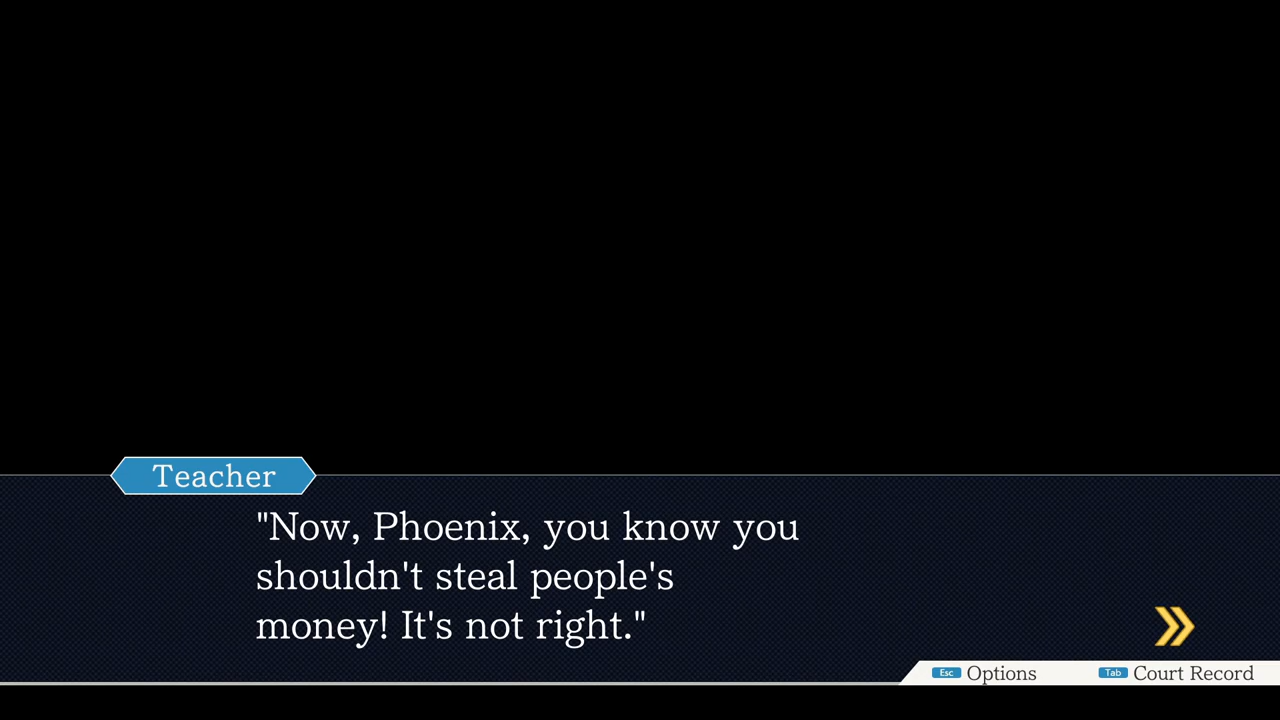 Teacher
"Now, Phoenix, you know you
shouldn't steal people's
money! It's not right."
Esc Options Tab Court Record